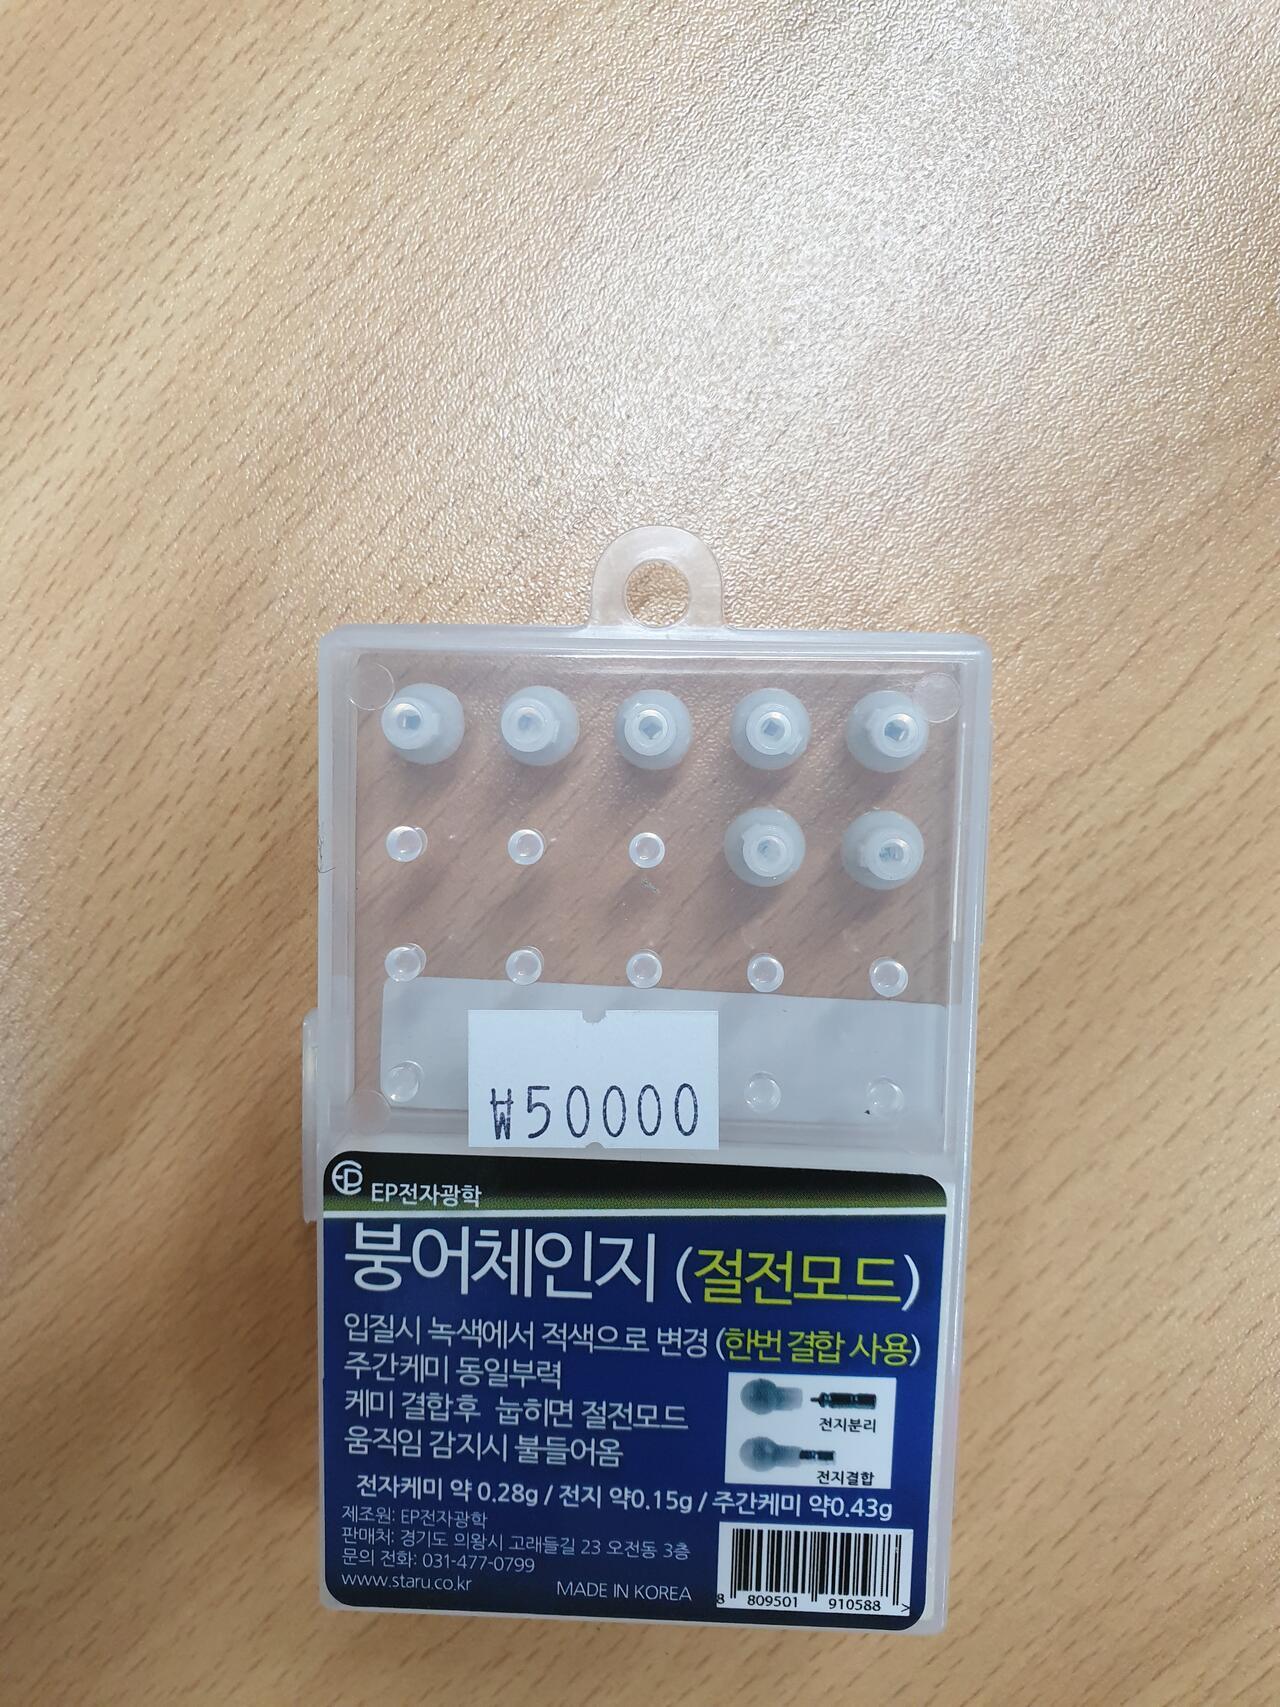 ₩50000
EP전자광학
붕어체인지 (절전모드)
입질시 녹색에서 적색으로 변경 (한번 결합 사용)
주간케미 동일부력
케미 결합후 눕히면 절전모드
움직임 감지시 불들어옴
전지분리
전지결합
전자케미 약 0.28g / 전지 약0.15g / 주간케미 약0.43g
제조원: EP전자광학
판매처: 경기도 의왕시 고래들길 23 오전동 3층
문의 전화: 031-477-0799
www.staru.co.kr MADE IN KOREA
8 809501 910588 >